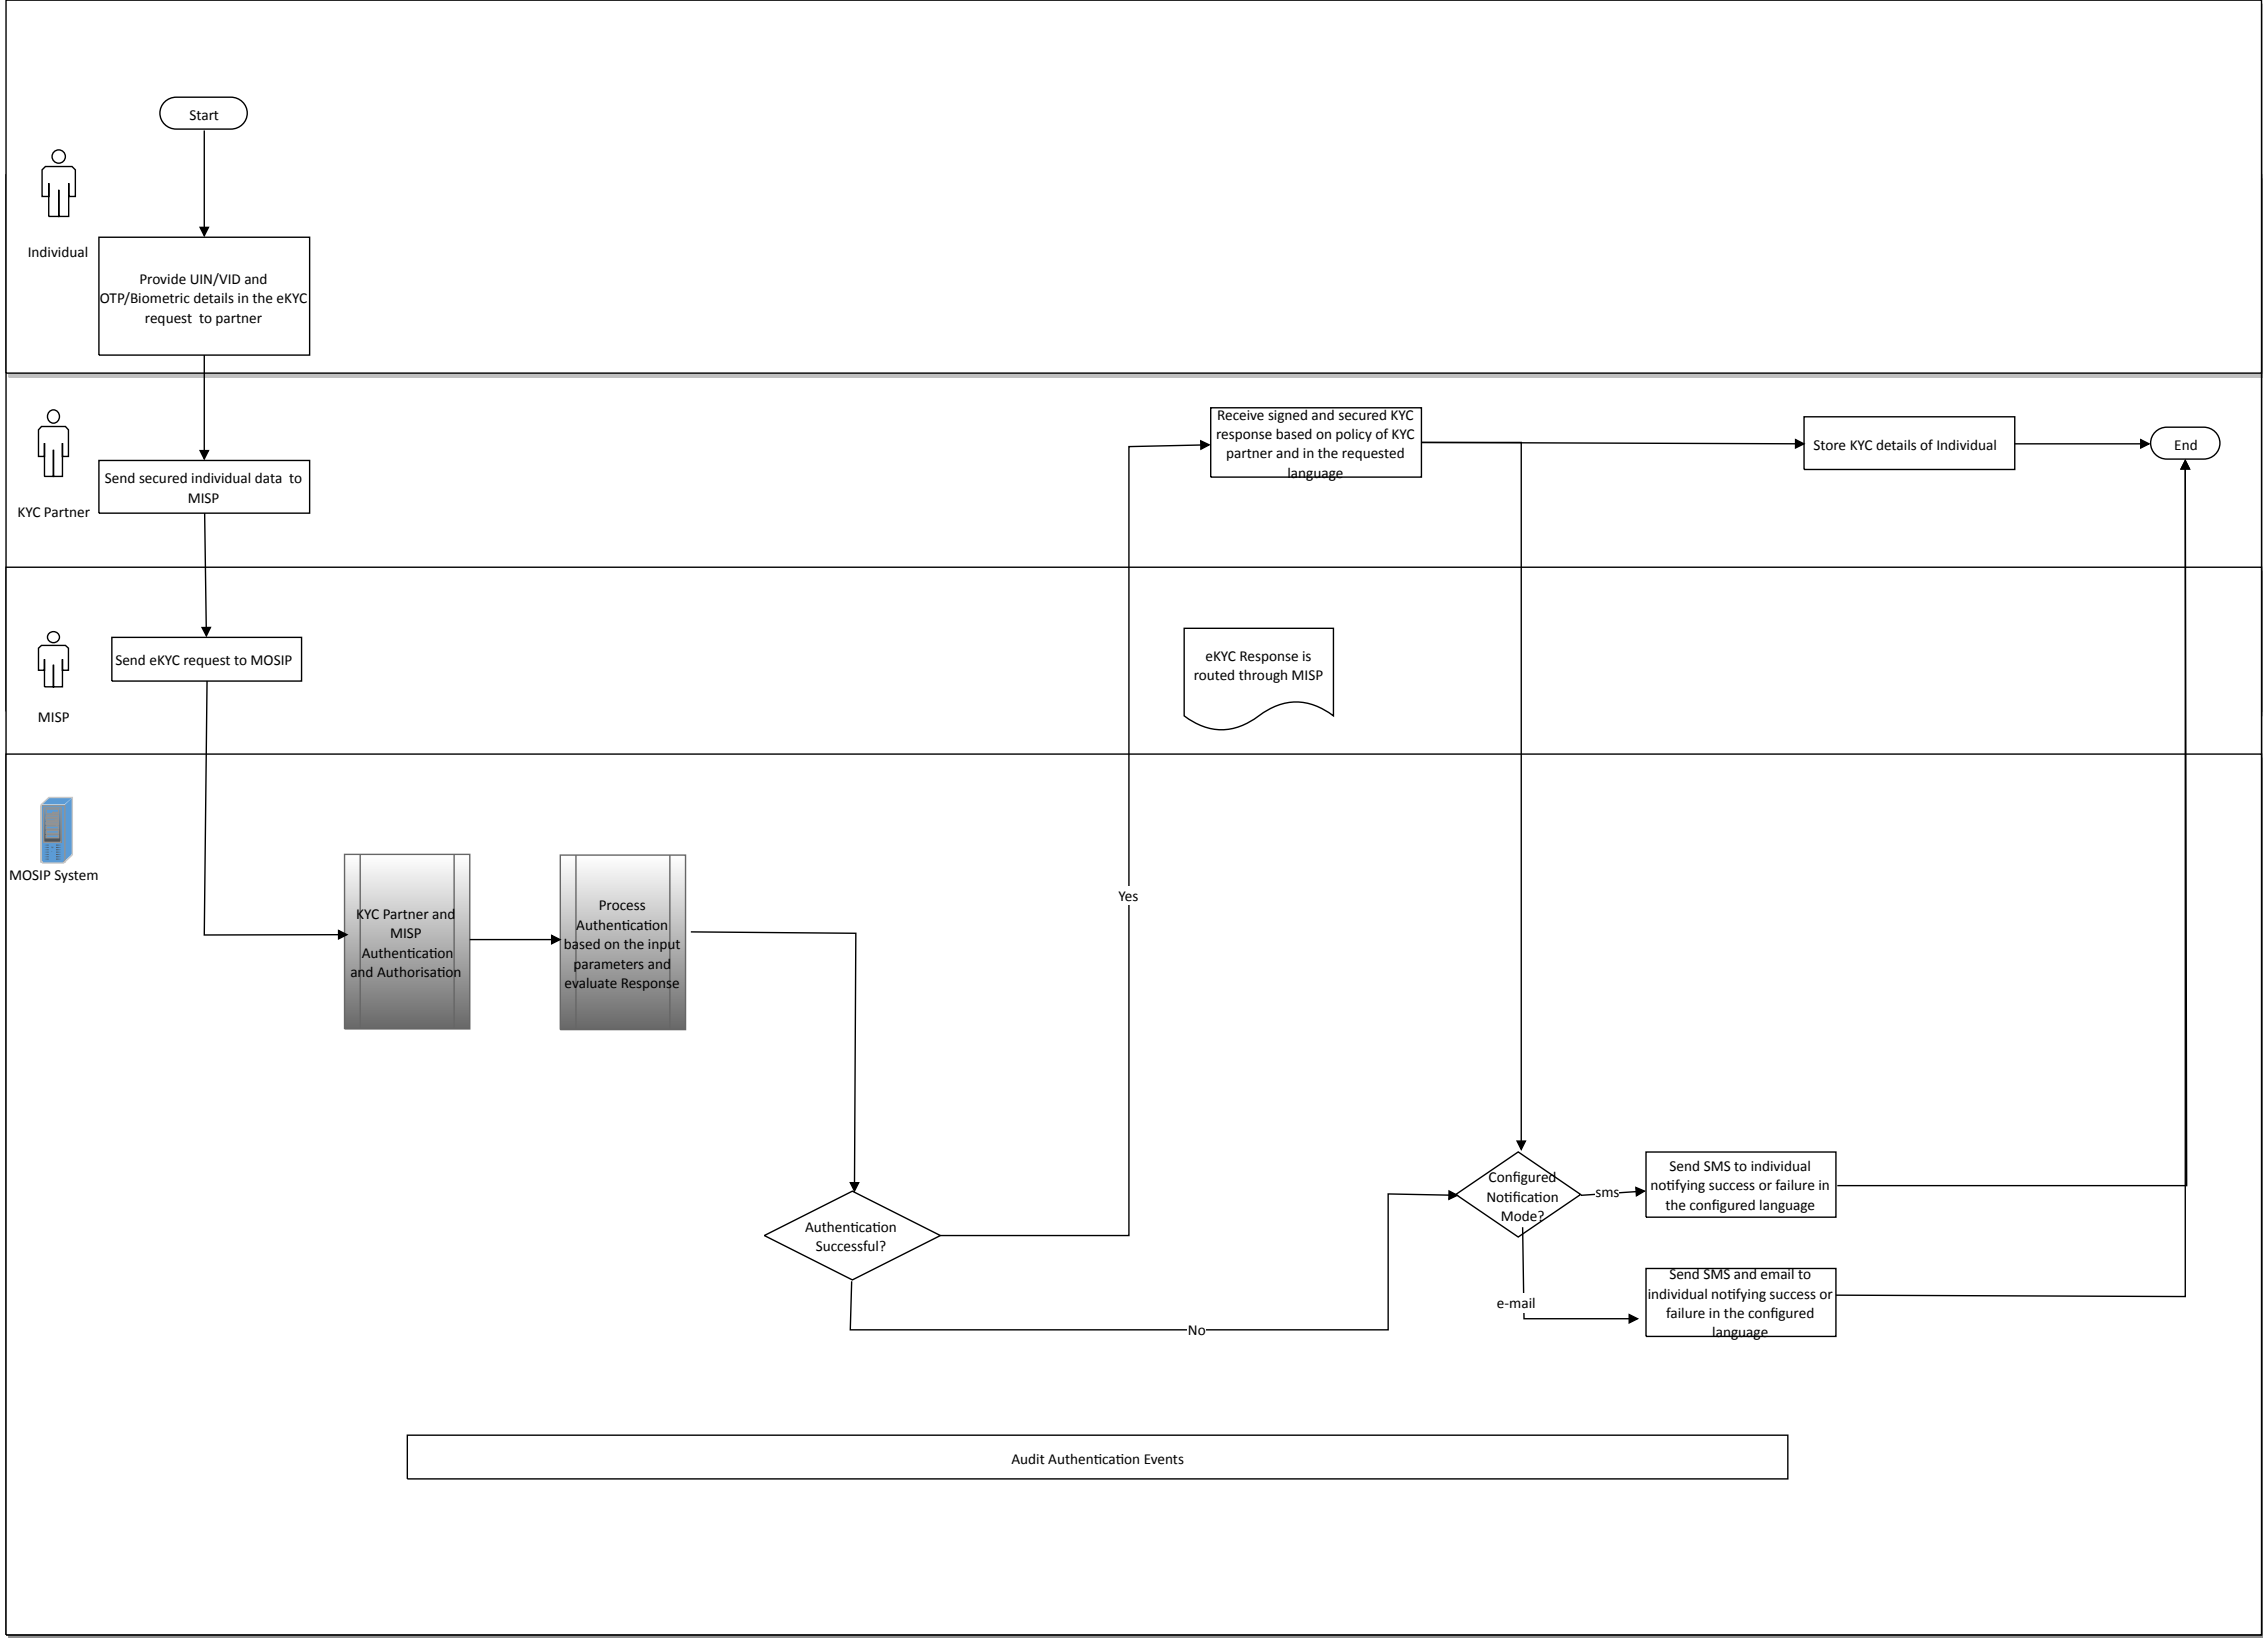 Start
Individual
Provide UIN/VID and
OTP/Biometric details in the eKYC
request to partner
KYC Partner
Send secured individual data to
MISP
Receive signed and secured KYC
response based on policy of KYC
partner and in the requested
language
Store KYC details of Individual
End
MISP
Send eKYC request to MOSIP
eKYC Response is
routed through MISP
MOSIP System
KYC Partner and
MISP
Authentication
and Authorisation
Process
Authentication
based on the input
parameters and
evaluate Response
Yes
Authentication
Successful?
No
Configured
Notification
Mode?
sms
Send SMS to individual
notifying success or failure in
the configured language
e-mail
Send SMS and email to
individual notifying success or
failure in the configured
language
Audit Authentication Events